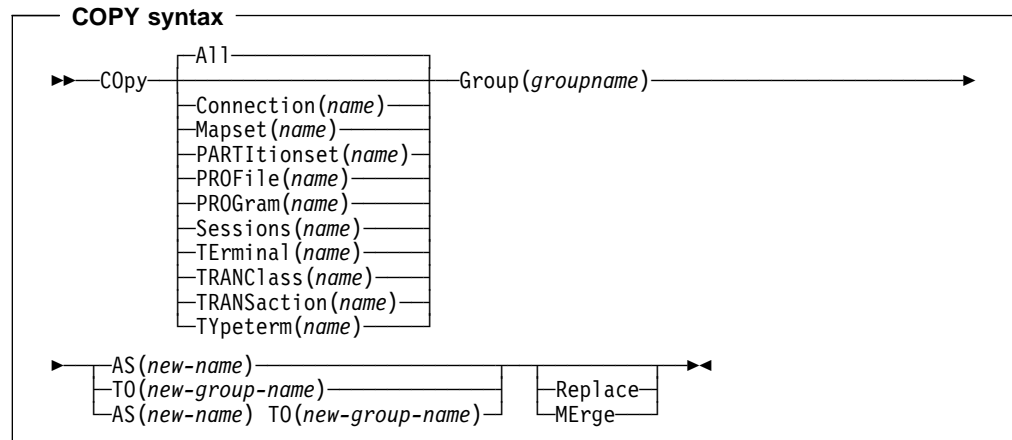 COPY syntax
All
COpy Group(groupname)
Connection(name)
Mapset(name)
PARTItionset(name)
PROFile(name)
PROGram(name)
Sessions(name)
TErminal(name)
TRANClass(name)
TRANSaction(name)
TYpeterm(name)
AS(new-name)
TO(new-group-name) Replace
AS(new-name) TO(new-group-name) MErge